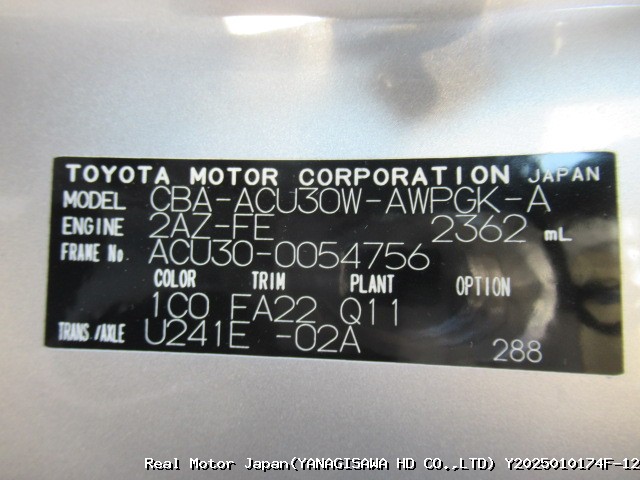 TOYOTA MOTOR CORPORATION JAPAN
MODEL CBA-ACU30W-AWPGK-A
ENGINE 2AZ-FE 2362 mL
FRAME No ACU30-0054756
COLOR TRIM PLANT OPTION
1C0 FA22 Q11
TRANS./AXLE U241E -02A 288
Real Motor Japan(YANAGISAWA HD CO.,LTD) Y2025010174F-12